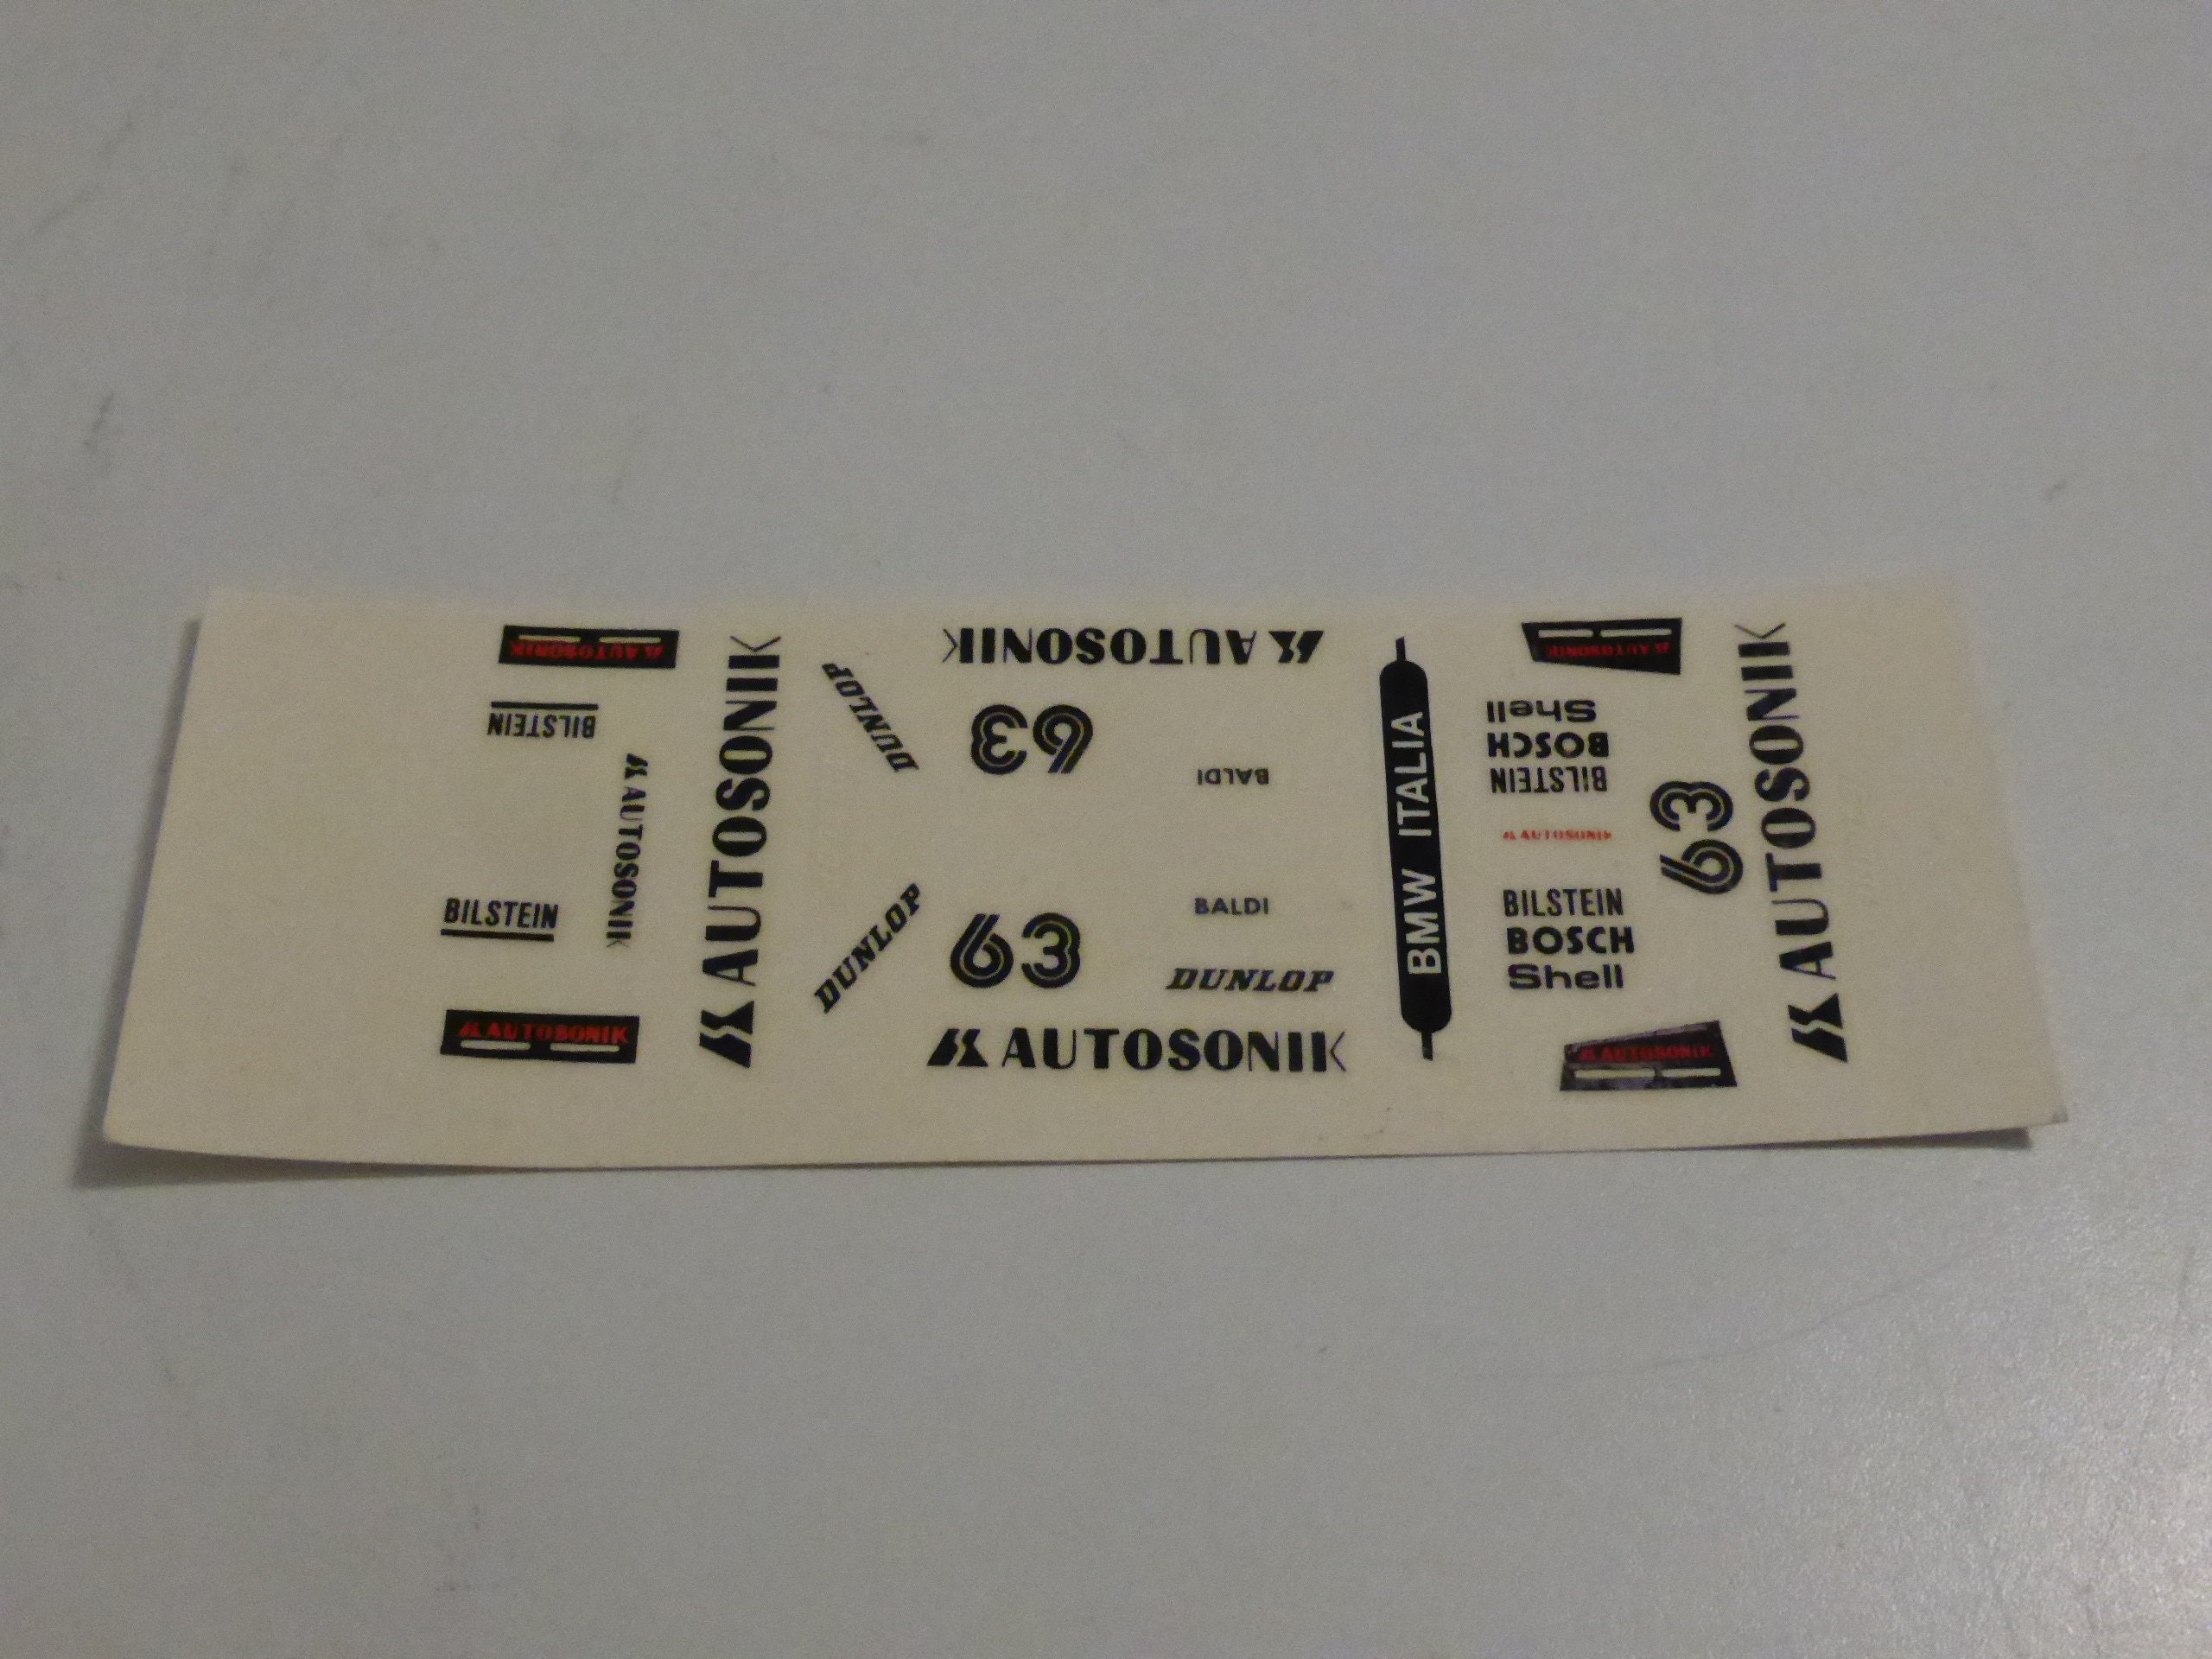 AUTOSONIK
BILSTEIN
AUTOSONIK
BILSTEIN
AUTOSONIK
AUTOSONIK
DUNLOP
DUNLOP
AUTOSONIK
63
BALDI
BALDI
63
DUNLOP
AUTOSONIK
BMW ITALIA
AUTOSONIK
Shell
BOSCH
BILSTEIN
AUTOSONIK
BILSTEIN
BOSCH
Shell
AUTOSONIK
63
AUTOSONIK